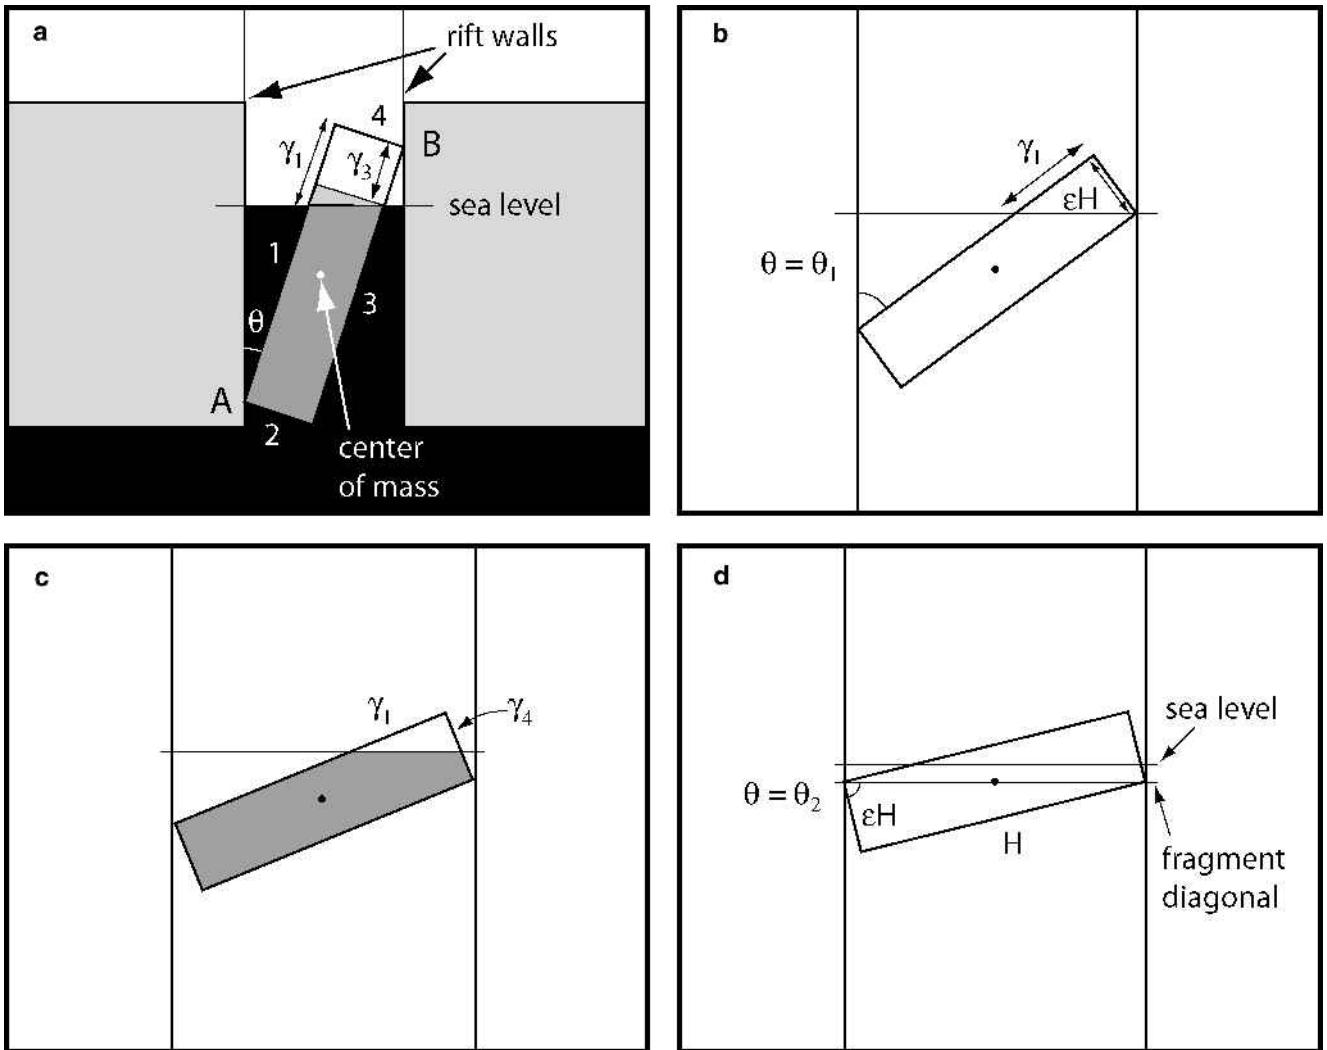 a
rift walls
4
B
γ₁
γ₃
sea level
1
3
θ
A
2
center
of mass
b
γ₁
εH
θ = θ₁
c
γ₁
γ₄
d
sea level
θ = θ₂
εH
H
fragment
diagonal